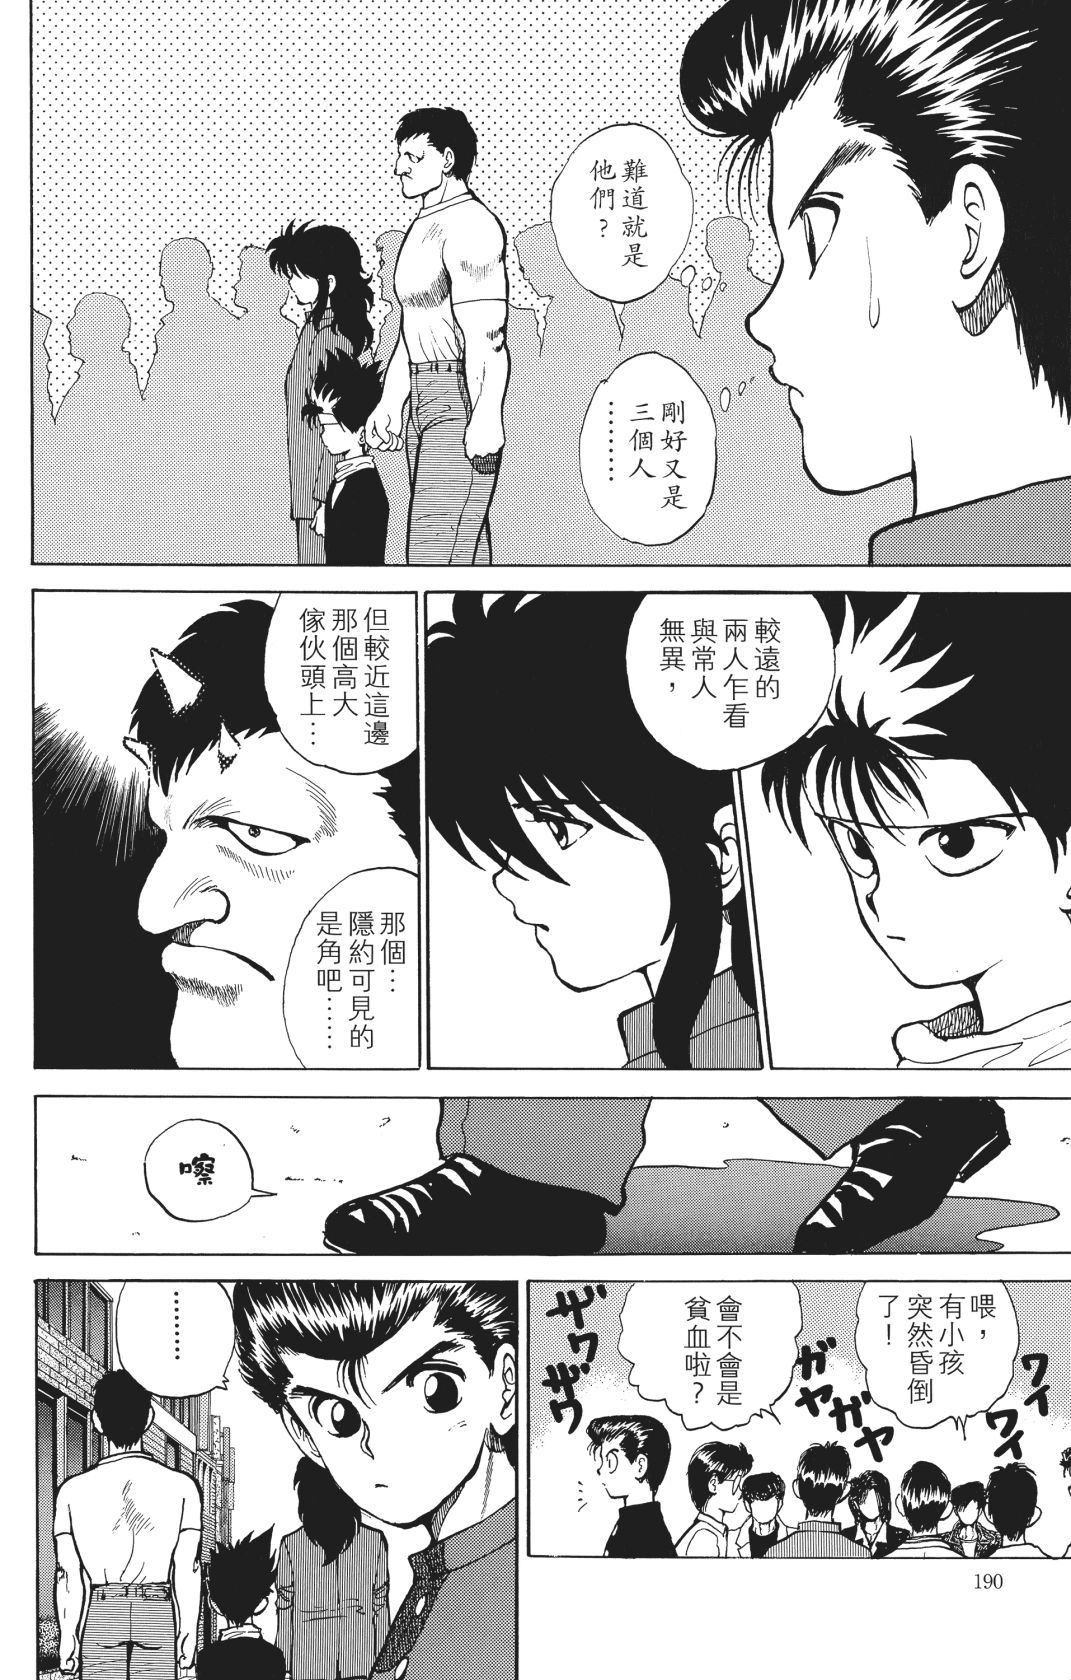 難道就是
他們？
剛好又是
三個人
………
較遠的
兩人乍看
與常人
無異，
但較近這邊
那個高大
傢伙頭上…
那個…
隱約可見的
是角吧……
嚓
喂，
有小孩
突然昏倒
了！
會不會是
貧血啦？
ワイ
ワイ
ガヤ
ガヤ
ザワ
ザワ
……
190